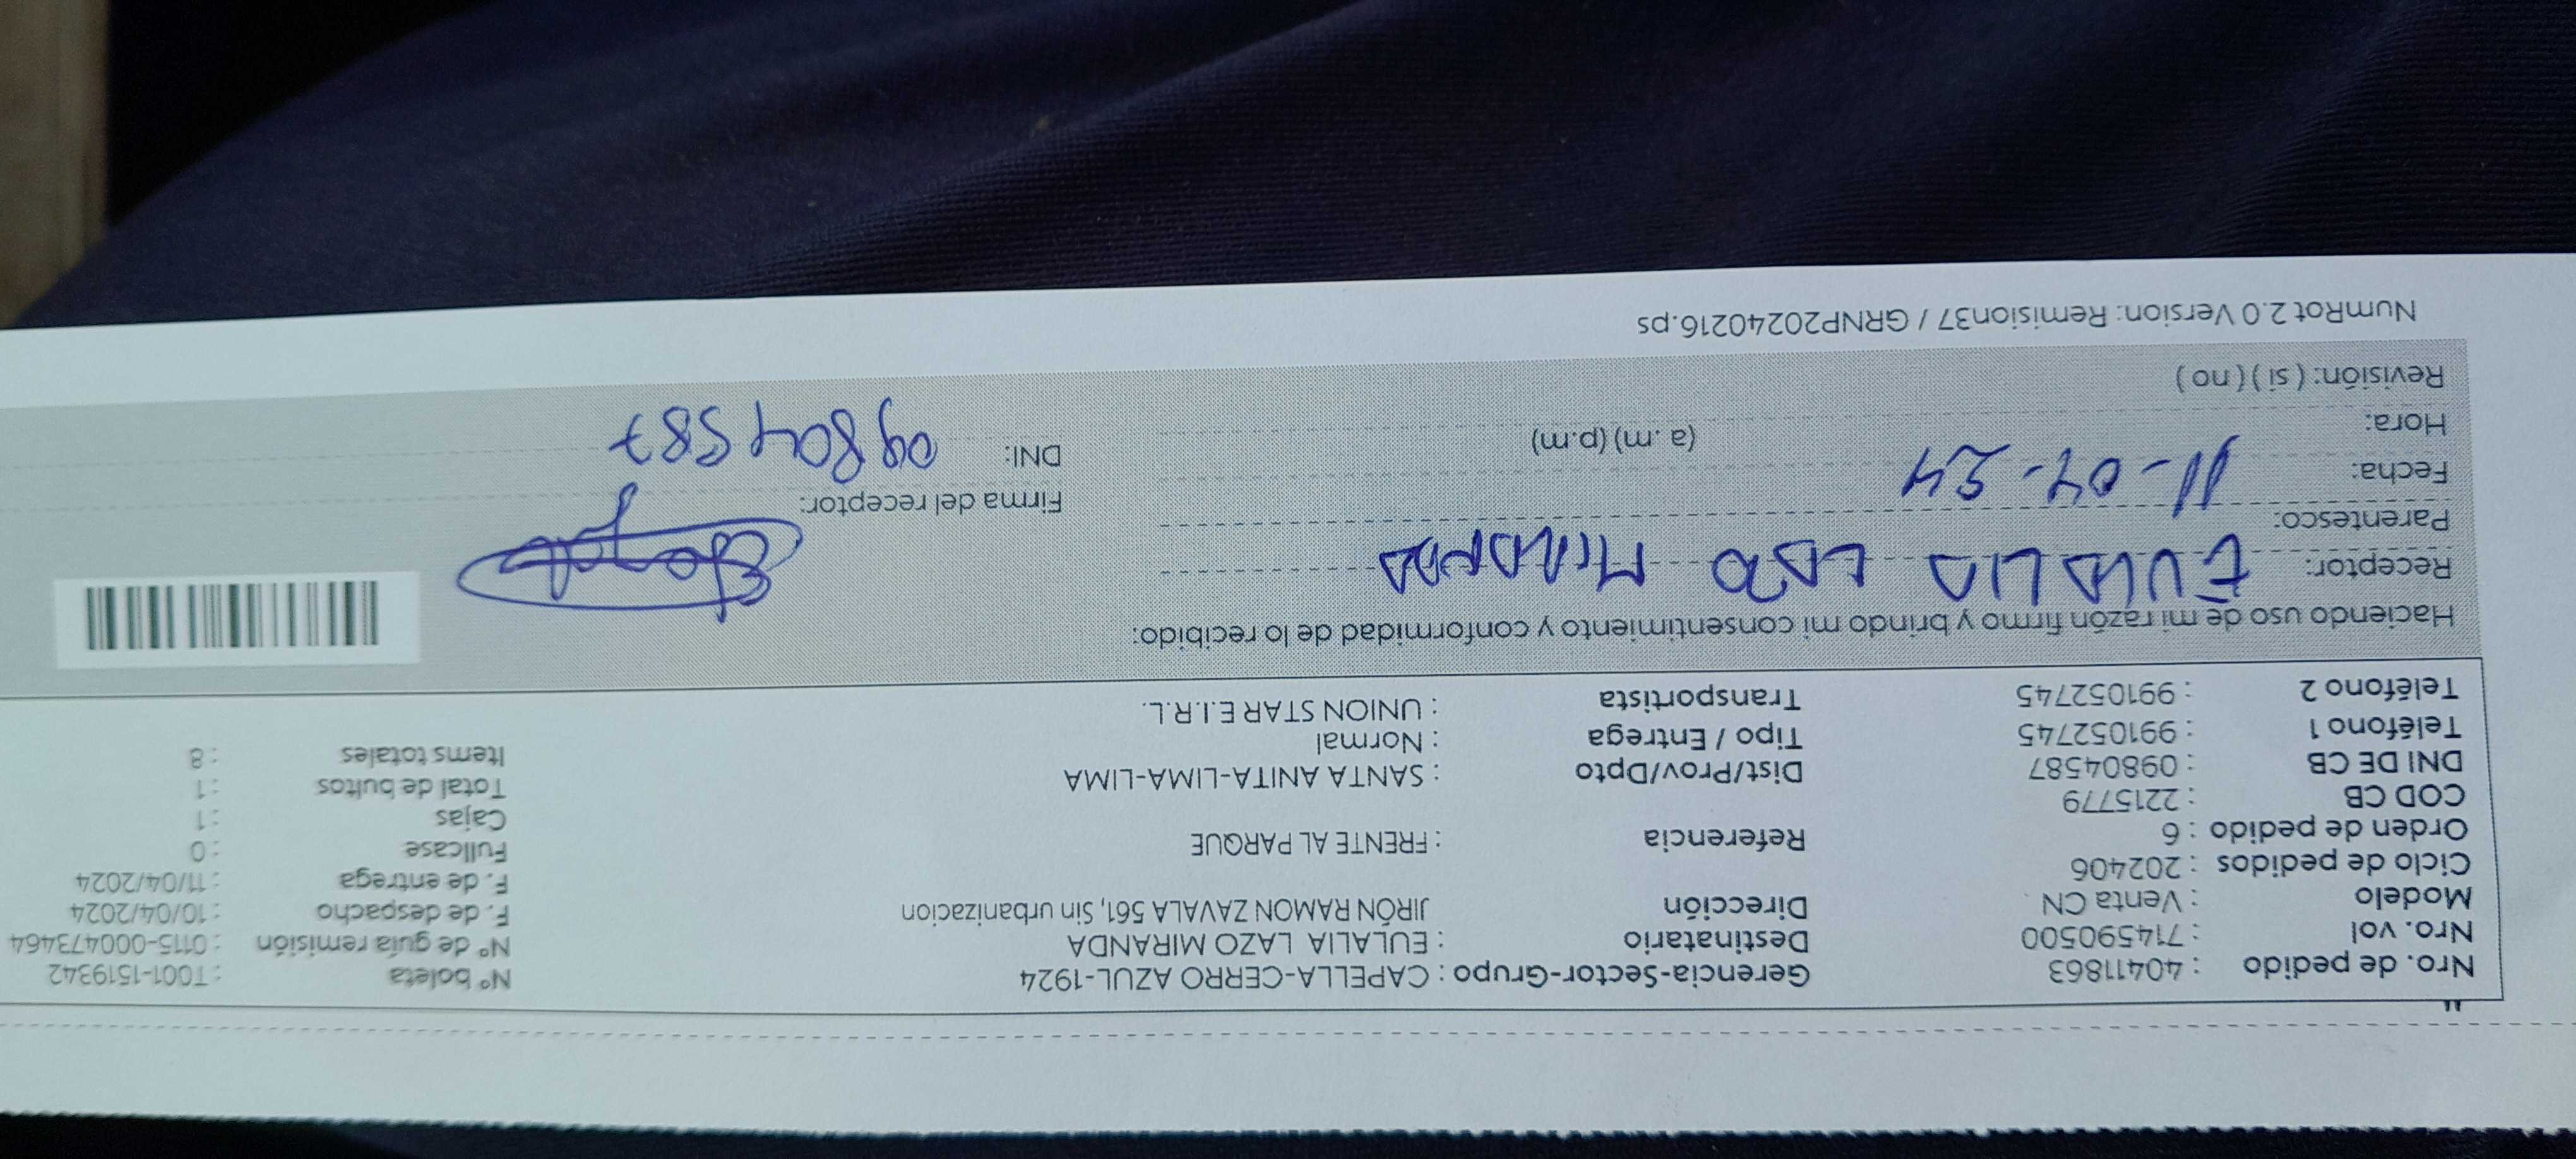 Nro. de pedido : 40411863 Gerencia-Sector-Grupo : CAPELLA-CERRO AZUL-1924 N° boleta : T001-1519342
Nro. vol : 714590500 Destinatario : EULALIA LAZO MIRANDA N° de guía remisión : 0115-000473464
Modelo : Venta CN Dirección JIRÓN RAMON ZAVALA 561, Sin urbanizacion F. de despacho : 10/04/2024
Ciclo de pedidos : 202406 F. de entrega : 11/04/2024
Orden de pedido : 6 Referencia : FRENTE AL PARQUE Fullcase : 0
COD CB : 2215779 Cajas : 1
DNI DE CB : 09804587 Dist/Prov/Dpto : SANTA ANITA-LIMA-LIMA Total de bultos : 1
Teléfono 1 : 991052745 Tipo / Entrega : Normal Items totales : 8
Teléfono 2 : 991052745 Transportista : UNION STAR E.I.R.L.
Haciendo uso de mi razón firmo y brindo mi consentimiento y conformidad de lo recibido:
Receptor: EULALIA LAZO MIRANDA
Parentesco: Firma del receptor:
Fecha: 11-04-24
Hora: (a. m) (p.m) DNI: 09804587
Revisión: ( sí ) ( no )
NumRot 2.0 Version: Remision37 / GRNP20240216.ps